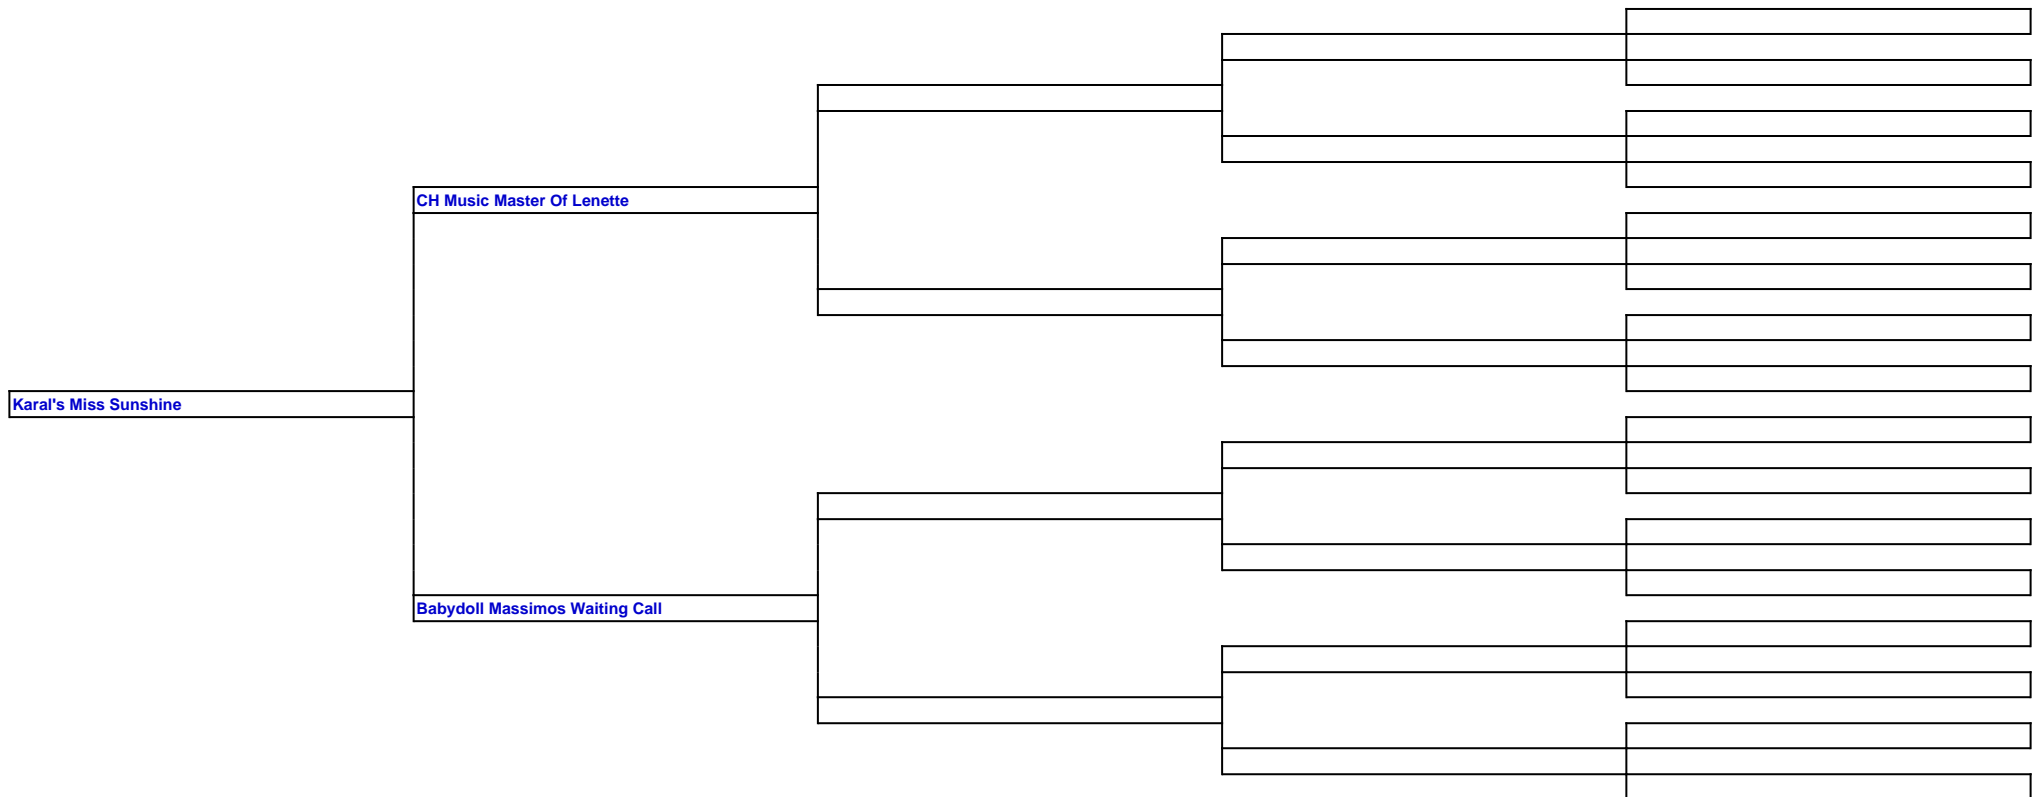 CH Music Master Of Lenette
Karal's Miss Sunshine
Babydoll Massimos Waiting Call